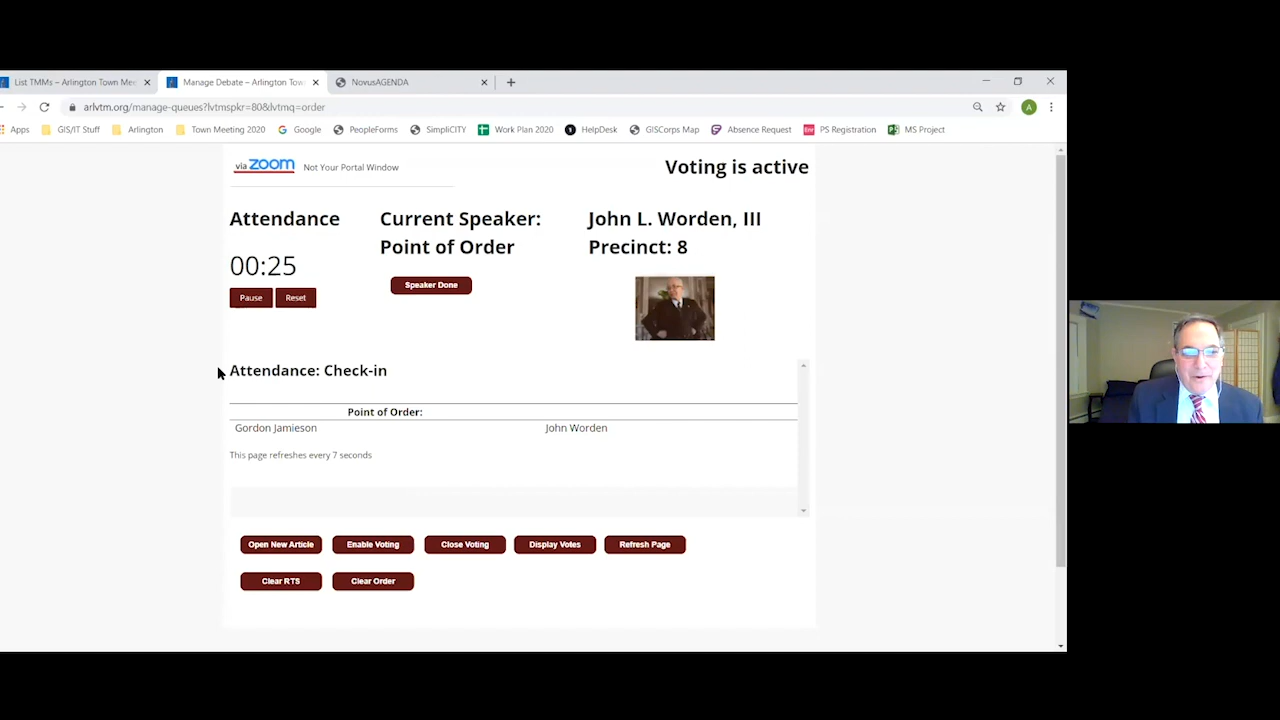 List TMMs – Arlington Town Mee
Manage Debate – Arlington Tow
NovusAGENDA
arlvtm.org/manage-queues?lvtmspkr=80&lvtmq=order
A
Apps
GIS/IT Stuff
Arlington
Town Meeting 2020
Google
PeopleForms
SimpliCITY
Work Plan 2020
HelpDesk
GISCorps Map
Absence Request
PS Registration
MS Project
via zoom
Not Your Portal Window
Voting is active
Attendance
Current Speaker:
John L. Worden, III
Point of Order
Precinct: 8
00:25
Speaker Done
Pause
Reset
Attendance: Check-in
Point of Order:
Gordon Jamieson
John Worden
This page refreshes every 7 seconds
Open New Article
Enable Voting
Close Voting
Display Votes
Refresh Page
Clear RTS
Clear Order